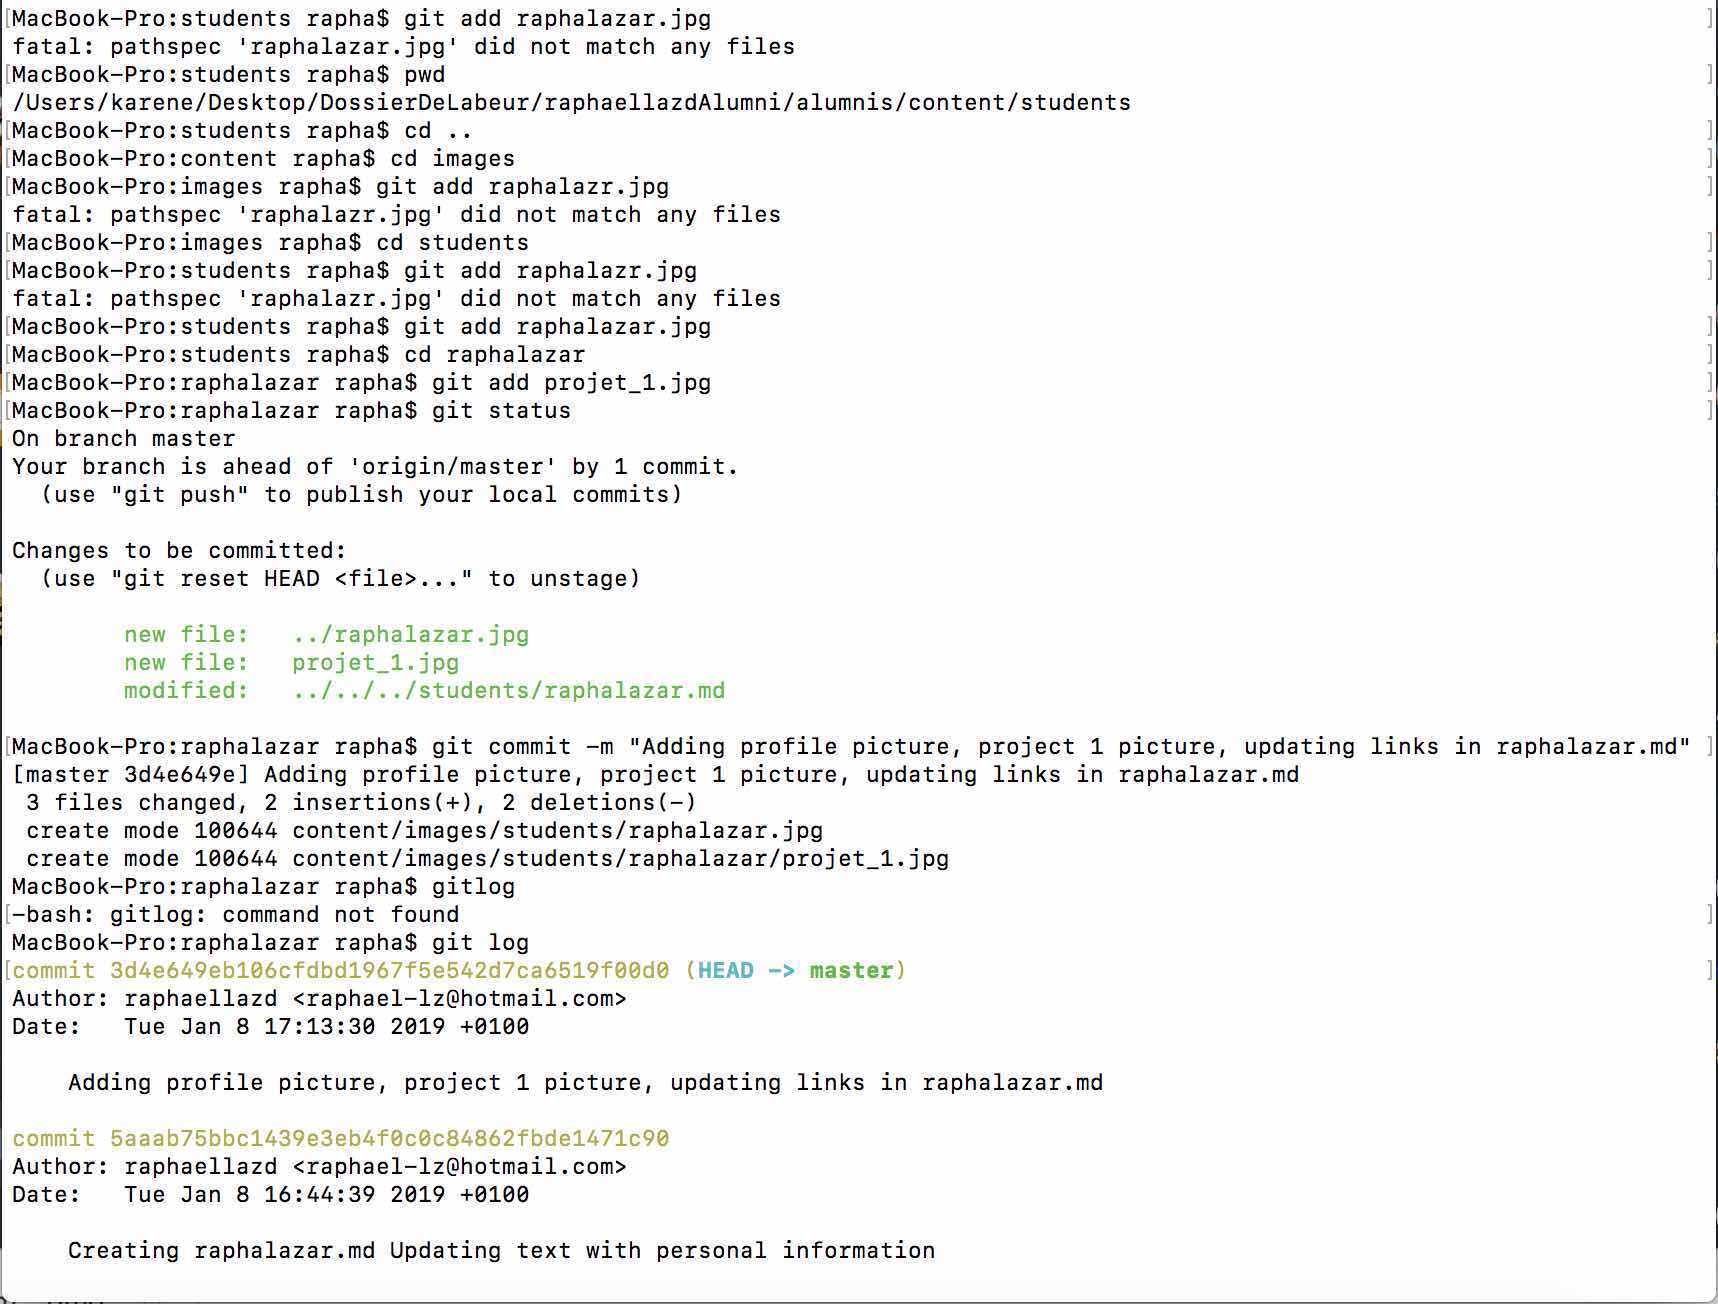 [MacBook-Pro:students rapha$ git add raphalazar.jpg ]
fatal: pathspec 'raphalazar.jpg' did not match any files
[MacBook-Pro:students rapha$ pwd ]
/Users/karene/Desktop/DossierDeLabeur/raphaellazdAlumni/alumnis/content/students
[MacBook-Pro:students rapha$ cd .. ]
[MacBook-Pro:content rapha$ cd images ]
[MacBook-Pro:images rapha$ git add raphalazr.jpg ]
fatal: pathspec 'raphalazr.jpg' did not match any files
[MacBook-Pro:images rapha$ cd students ]
[MacBook-Pro:students rapha$ git add raphalazr.jpg ]
fatal: pathspec 'raphalazr.jpg' did not match any files
[MacBook-Pro:students rapha$ git add raphalazar.jpg ]
[MacBook-Pro:students rapha$ cd raphalazar ]
[MacBook-Pro:raphalazar rapha$ git add projet_1.jpg ]
[MacBook-Pro:raphalazar rapha$ git status ]
On branch master
Your branch is ahead of 'origin/master' by 1 commit.
  (use "git push" to publish your local commits)
Changes to be committed:
  (use "git reset HEAD <file>..." to unstage)
        new file:   ../raphalazar.jpg
        new file:   projet_1.jpg
        modified:   ../../../students/raphalazar.md
[MacBook-Pro:raphalazar rapha$ git commit -m "Adding profile picture, project 1 picture, updating links in raphalazar.md" ]
[master 3d4e649e] Adding profile picture, project 1 picture, updating links in raphalazar.md
 3 files changed, 2 insertions(+), 2 deletions(-)
 create mode 100644 content/images/students/raphalazar.jpg
 create mode 100644 content/images/students/raphalazar/projet_1.jpg
MacBook-Pro:raphalazar rapha$ gitlog
[-bash: gitlog: command not found ]
MacBook-Pro:raphalazar rapha$ git log
[commit 3d4e649eb106cfdbd1967f5e542d7ca6519f00d0 (HEAD -> master) ]
Author: raphaellazd <raphael-lz@hotmail.com>
Date:   Tue Jan 8 17:13:30 2019 +0100
    Adding profile picture, project 1 picture, updating links in raphalazar.md
commit 5aaab75bbc1439e3eb4f0c0c84862fbde1471c90
Author: raphaellazd <raphael-lz@hotmail.com>
Date:   Tue Jan 8 16:44:39 2019 +0100
    Creating raphalazar.md Updating text with personal information